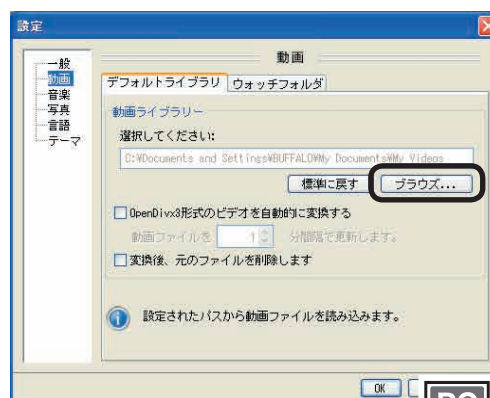 設定
一般
動画
音楽
写真
言語
テーマ
動画
デフォルトライブラリ ウォッチフォルダ
動画ライブラリー
選択してください:
C:¥Documents and Settings¥BUFFALO¥My Documents¥My Videos
標準に戻す ブラウズ...
OpenDivx3形式のビデオを自動的に変換する
動画ファイルを 1 分間隔で更新します。
変換後、元のファイルを削除します
設定されたパスから動画ファイルを読み込みます。
OK